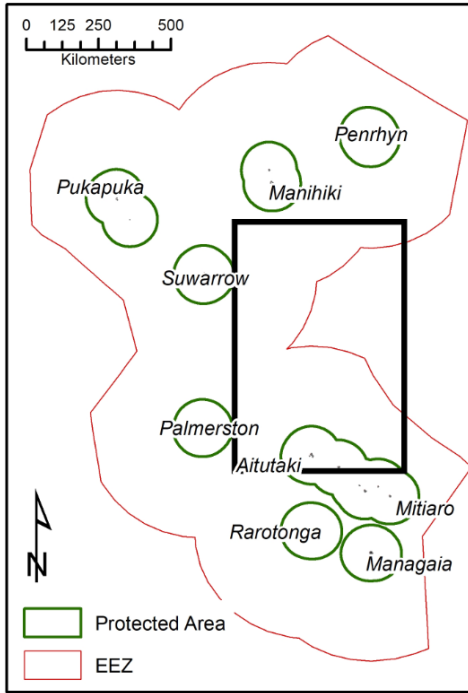 0 125 250 500
Kilometers
Penrhyn
Pukapuka
Manihiki
Suwarrow
Palmerston
Aitutaki
Mitiaro
Rarotonga
Managaia
N
Protected Area
EEZ